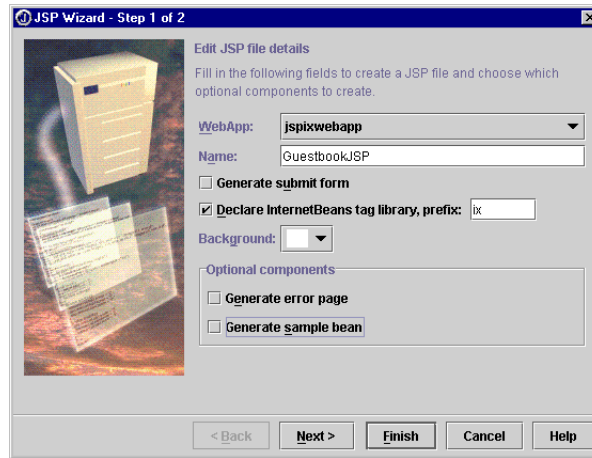 JSP Wizard - Step 1 of 2
Edit JSP file details
Fill in the following fields to create a JSP file and choose which
optional components to create.
WebApp: jspixwebapp
Name: GuestbookJSP
Generate submit form
Declare InternetBeans tag library, prefix: ix
Background:
Optional components
Generate error page
Generate sample bean
< Back Next > Finish Cancel Help